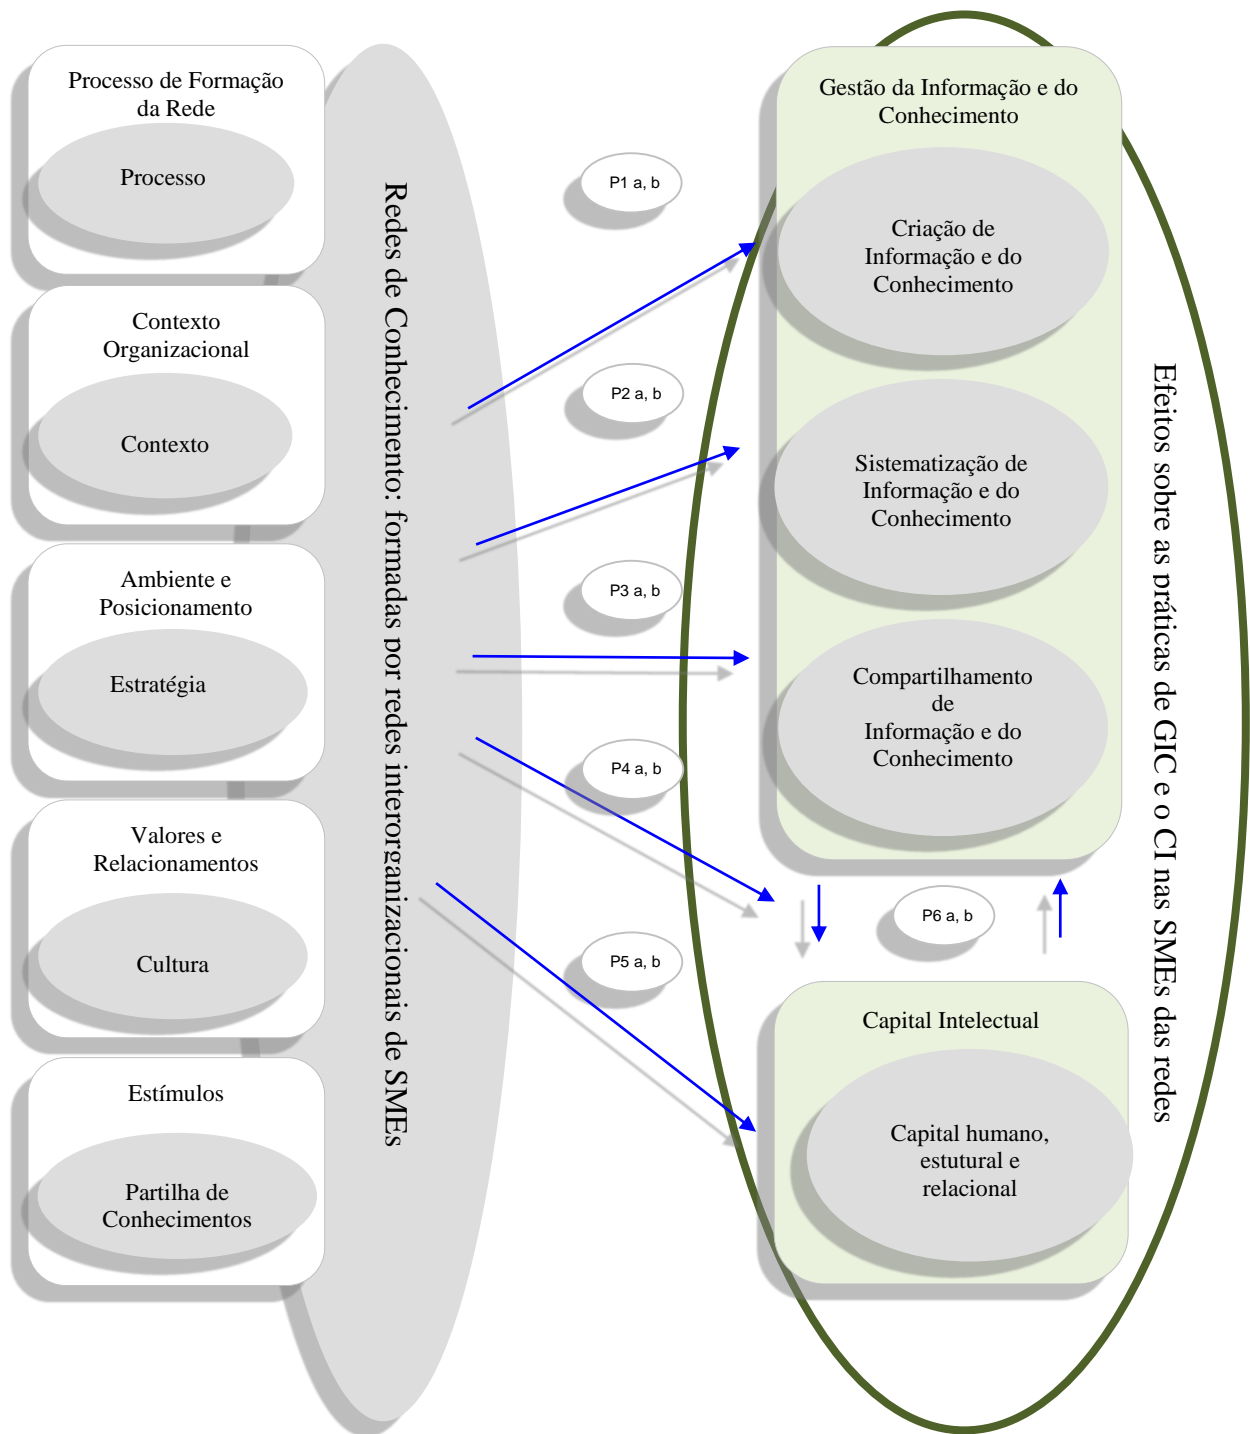 Processo de Formação
da Rede
Processo
Contexto
Organizacional
Contexto
Ambiente e
Posicionamento
Estratégia
Valores e
Relacionamentos
Cultura
Estímulos
Partilha de
Conhecimentos
Redes de Conhecimento: formadas por redes interorganizacionais de SMEs
P1 a, b
P2 a, b
P3 a, b
P4 a, b
P5 a, b
Gestão da Informação e do
Conhecimento
Criação de
Informação e do
Conhecimento
Sistematização de
Informação e do
Conhecimento
Compartilhamento
de
Informação e do
Conhecimento
P6 a, b
Capital Intelectual
Capital humano,
estutural e
relacional
Efeitos sobre as práticas de GIC e o CI nas SMEs das redes